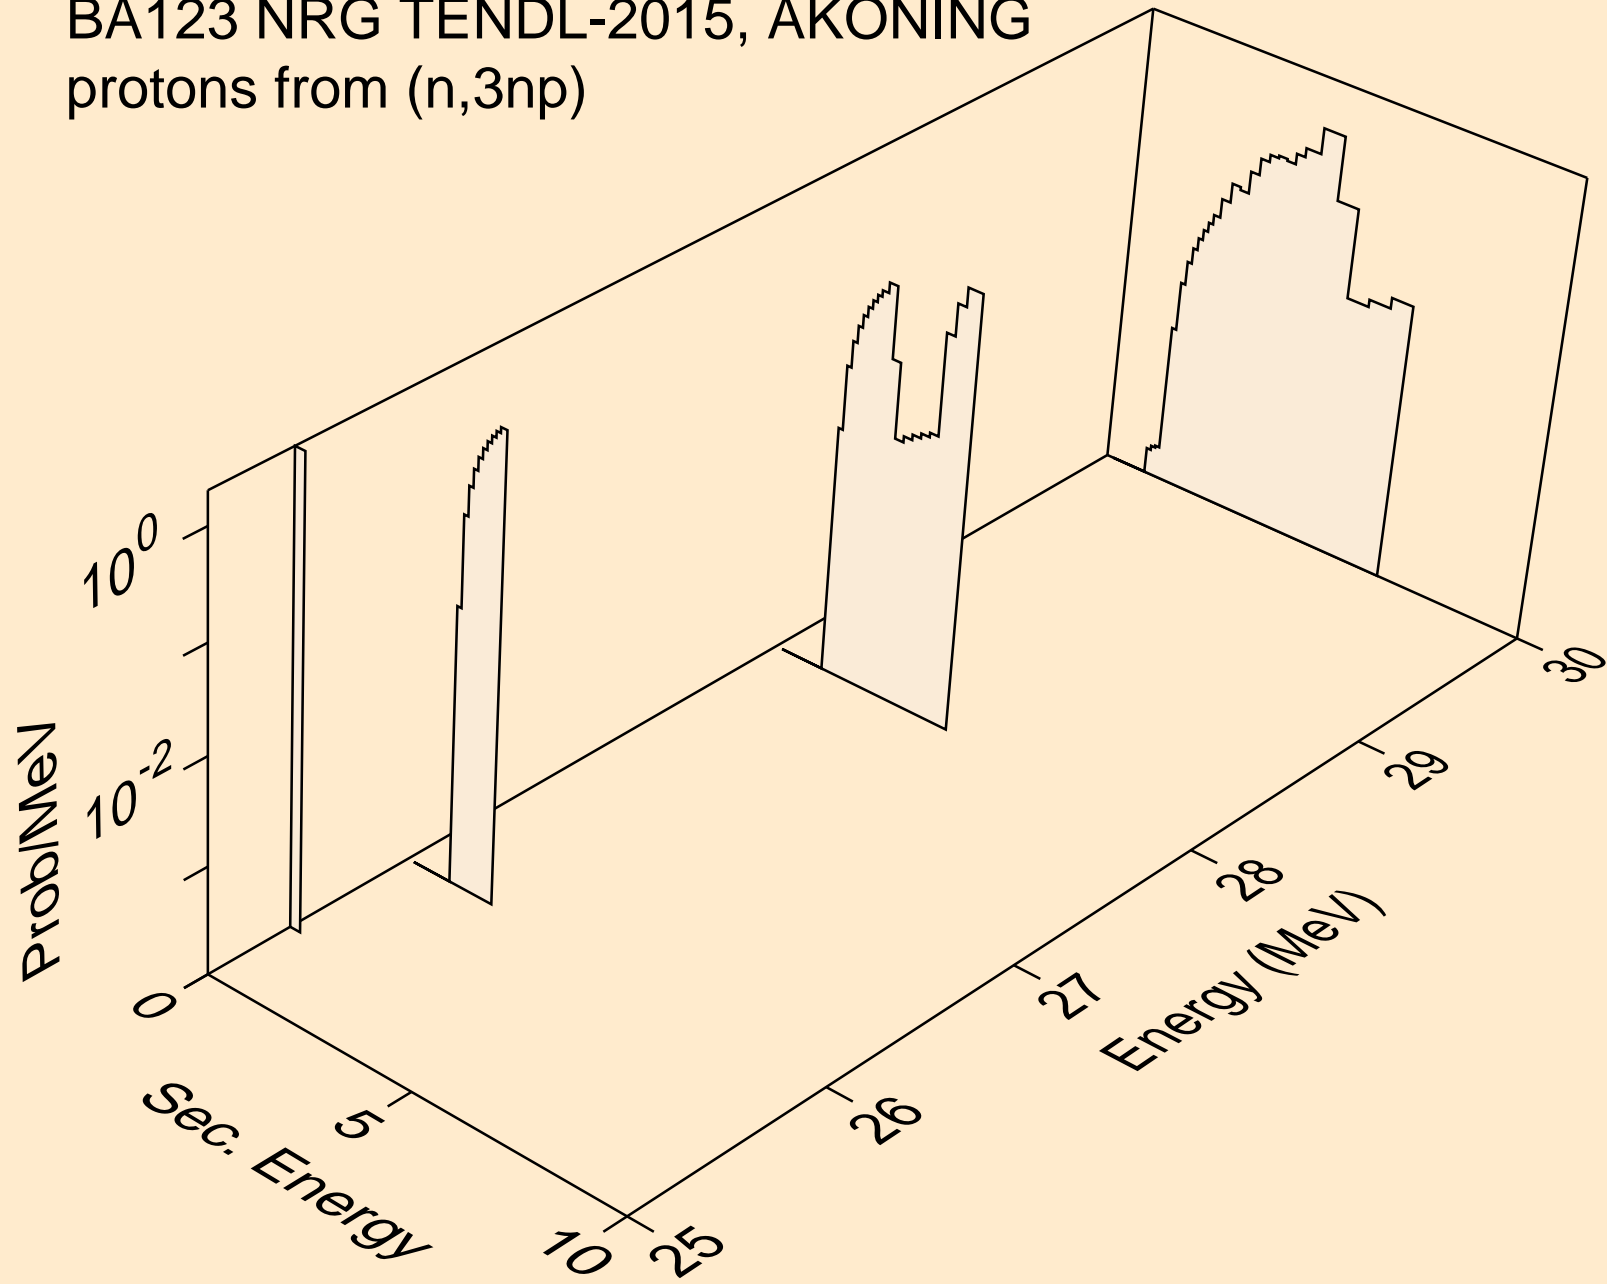 BA123 NRG TENDL-2015, AKONING
protons from (n,3np)
10^0
10^-2
Prob/MeV
0
5
10
Sec. Energy
25
26
27
28
29
30
Energy (MeV)